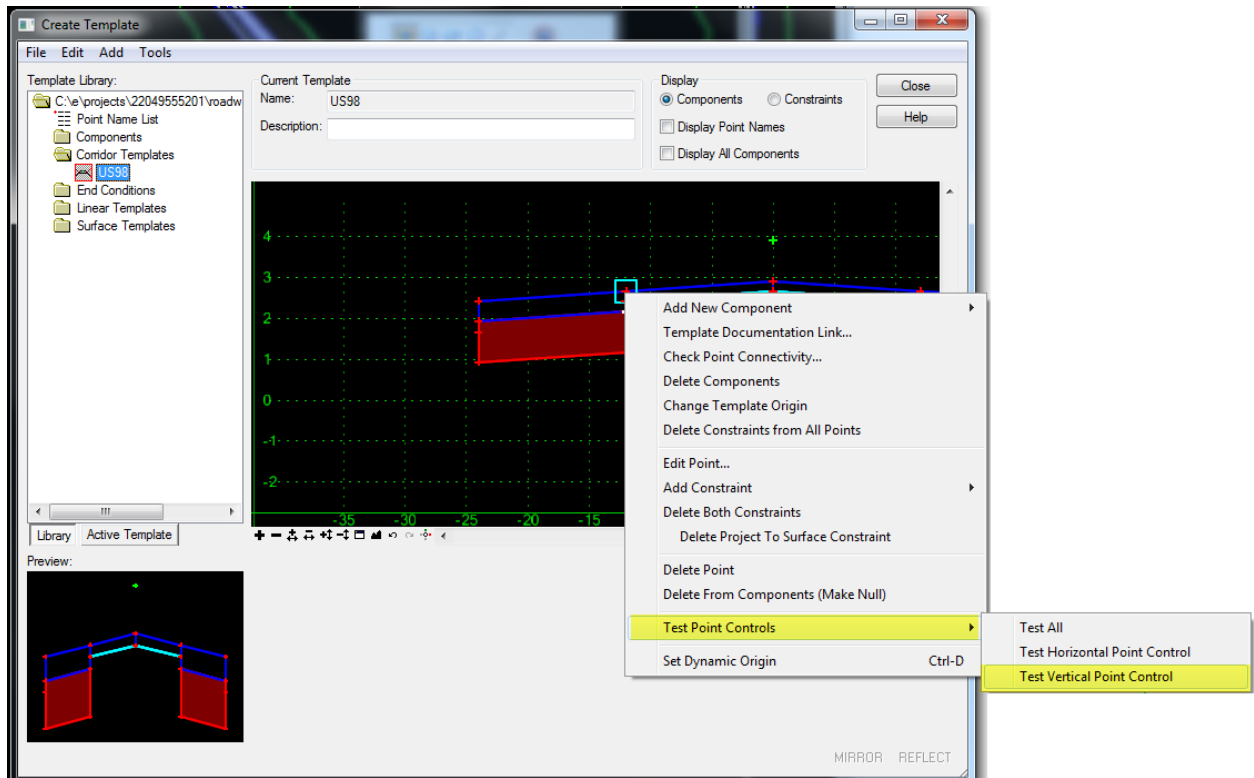 Create Template
File Edit Add Tools
Template Library:
C:\e\projects\22049555201\roadw
Point Name List
Components
Corridor Templates
US98
End Conditions
Linear Templates
Surface Templates
Library Active Template
Preview:
Current Template
Name: US98
Description:
Display
Components Constraints
Display Point Names
Display All Components
Close
Help
4
3
2
1
0
-1
-2
-35 -30 -25 -20 -15
Add New Component
Template Documentation Link...
Check Point Connectivity...
Delete Components
Change Template Origin
Delete Constraints from All Points
Edit Point...
Add Constraint
Delete Both Constraints
Delete Project To Surface Constraint
Delete Point
Delete From Components (Make Null)
Test Point Controls
Set Dynamic Origin Ctrl-D
Test All
Test Horizontal Point Control
Test Vertical Point Control
MIRROR REFLECT